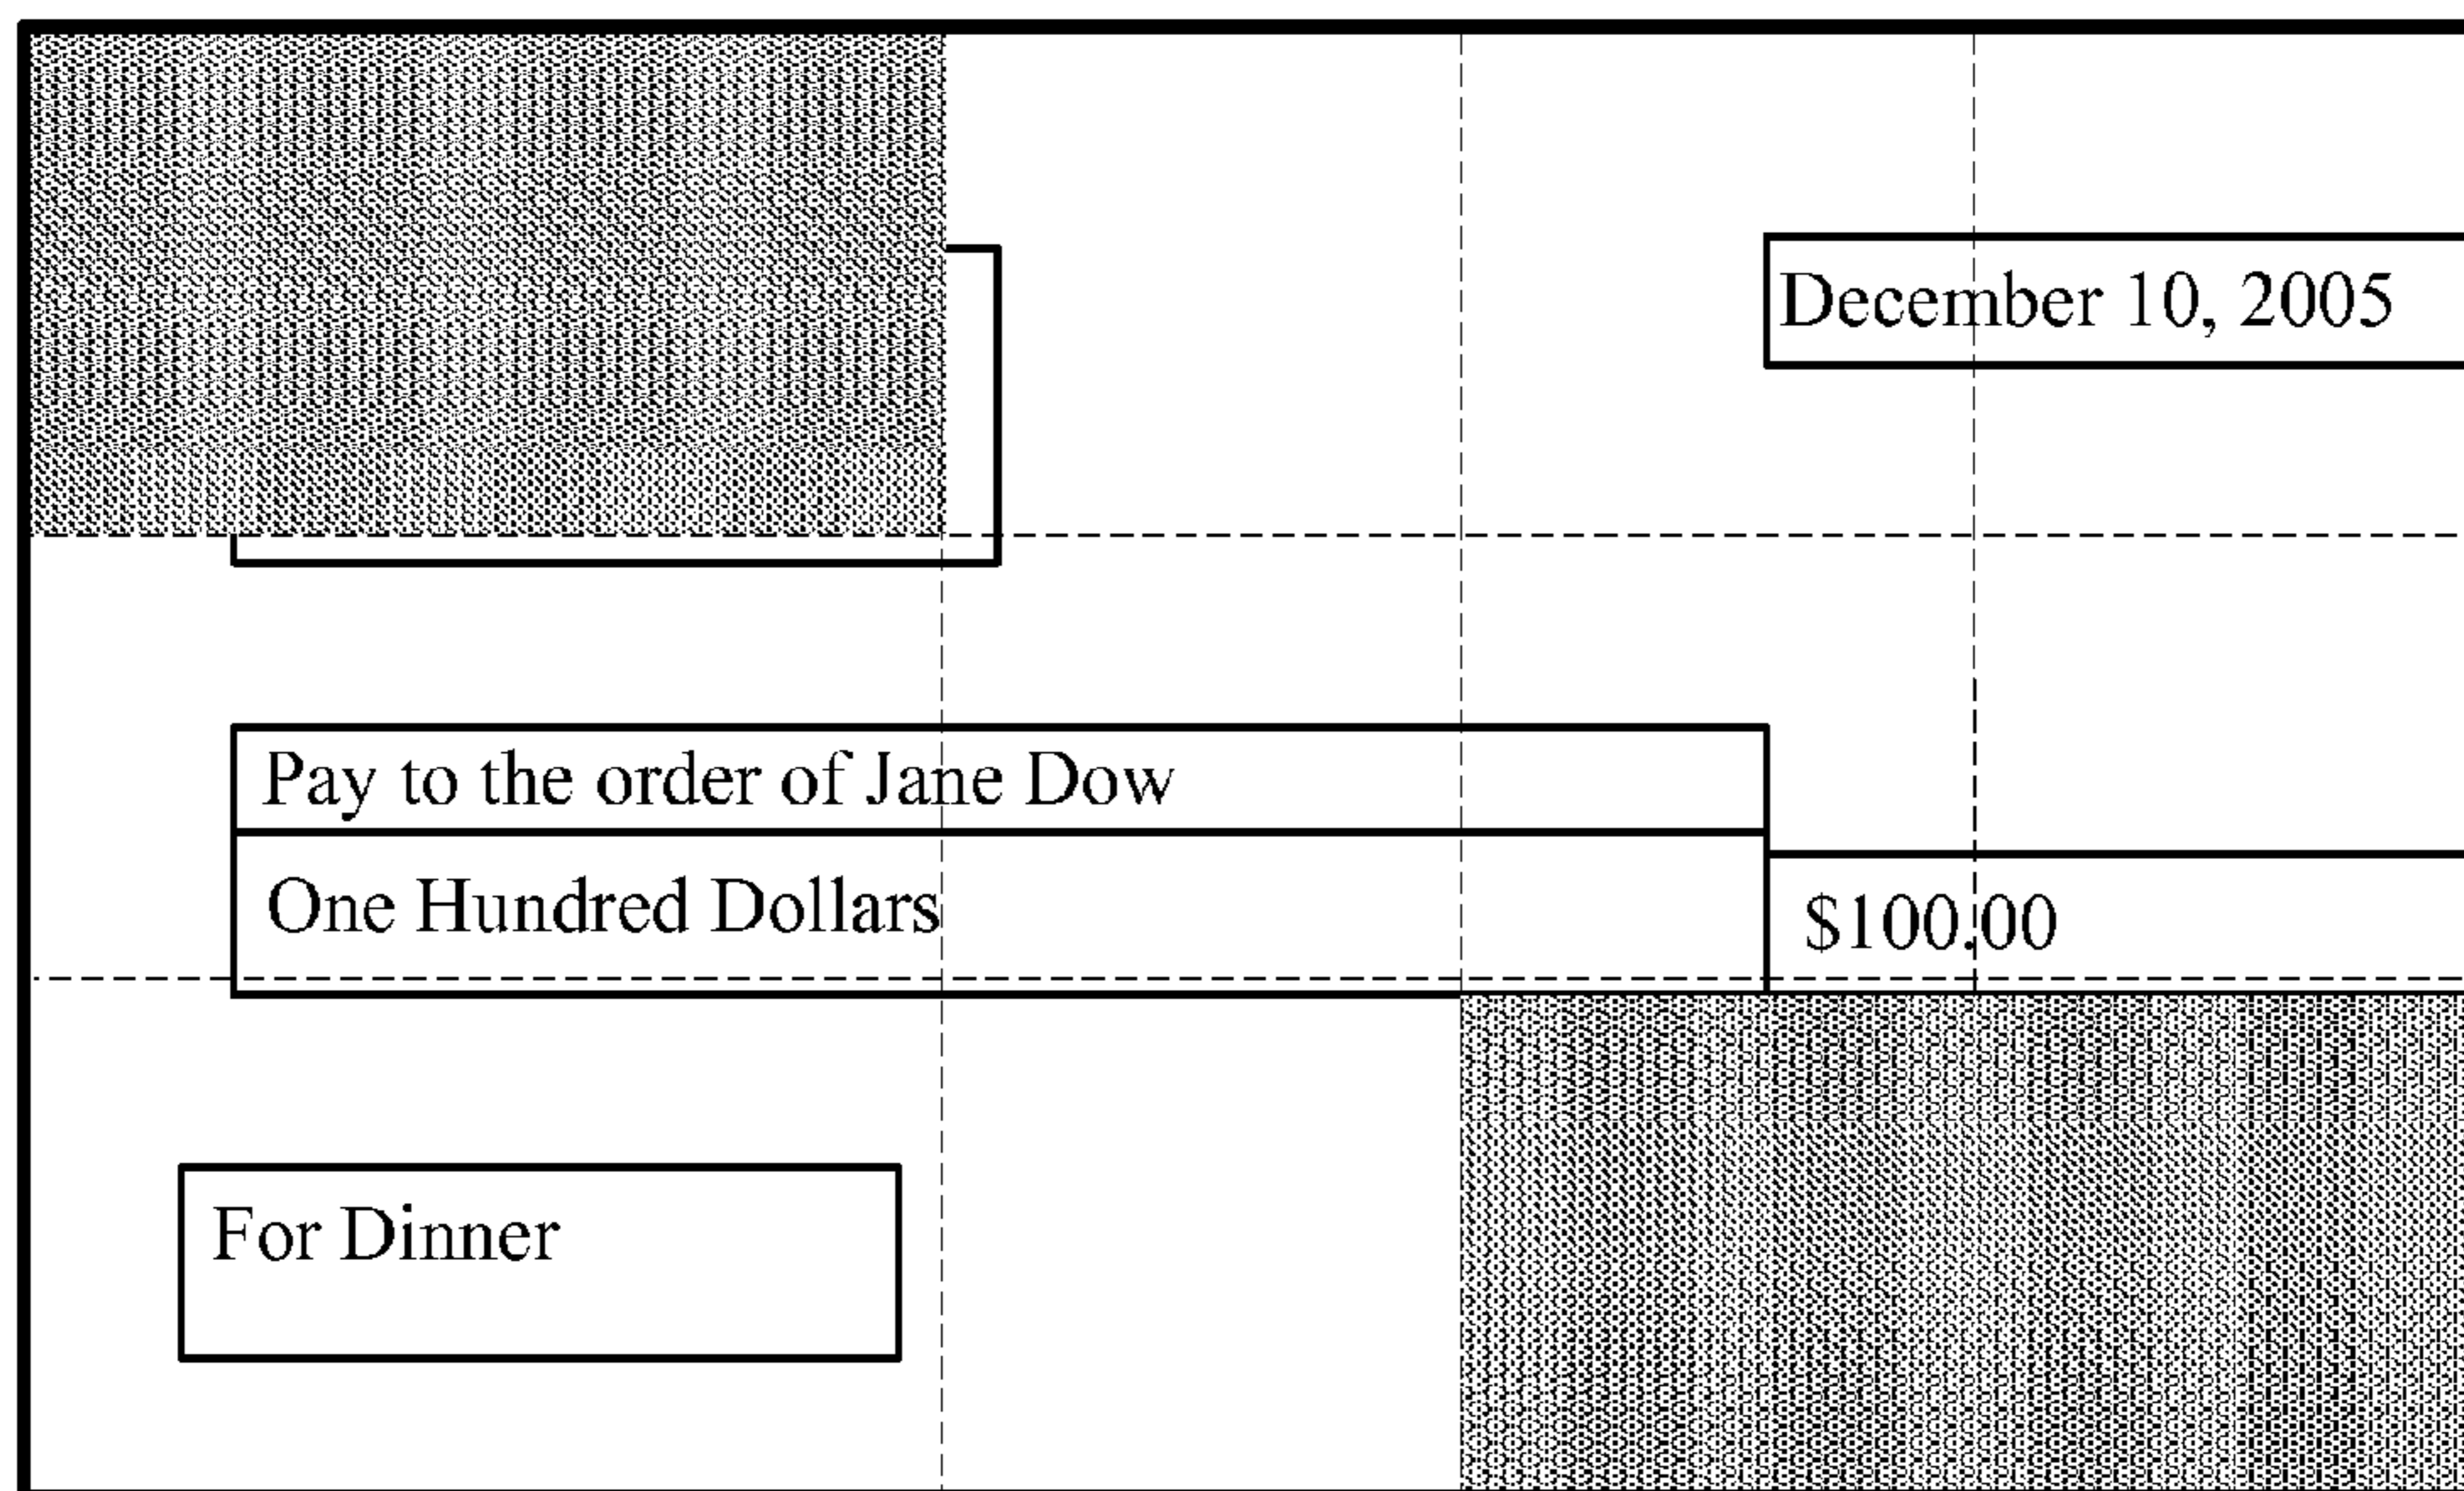 December 10, 2005
Pay to the order of Jane Dow
One Hundred Dollars
$100.00
For Dinner